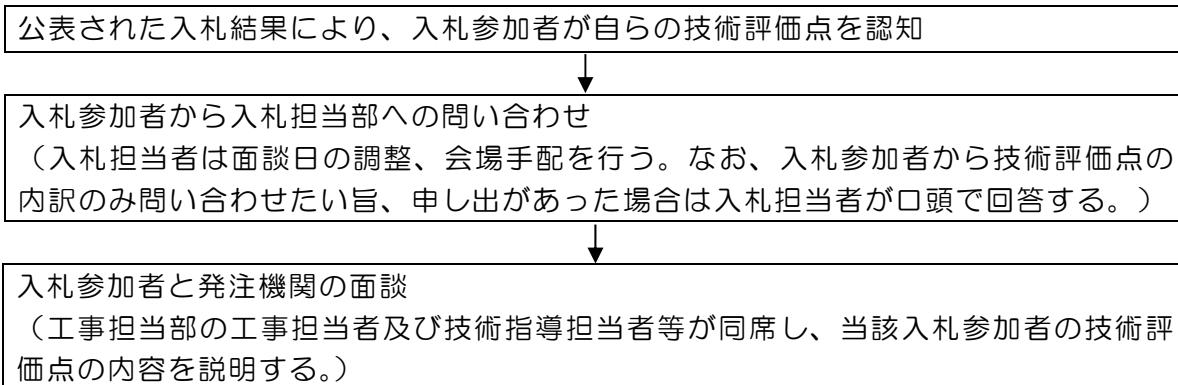 公表された入札結果により、入札参加者が自らの技術評価点を認知
入札参加者から入札担当部への問い合わせ
（入札担当者は面談日の調整、会場手配を行う。なお、入札参加者から技術評価点の
内訳のみ問い合わせたい旨、申し出があった場合は入札担当者が口頭で回答する。）
入札参加者と発注機関の面談
（工事担当部の工事担当者及び技術指導担当者等が同席し、当該入札参加者の技術評
価点の内容を説明する。）